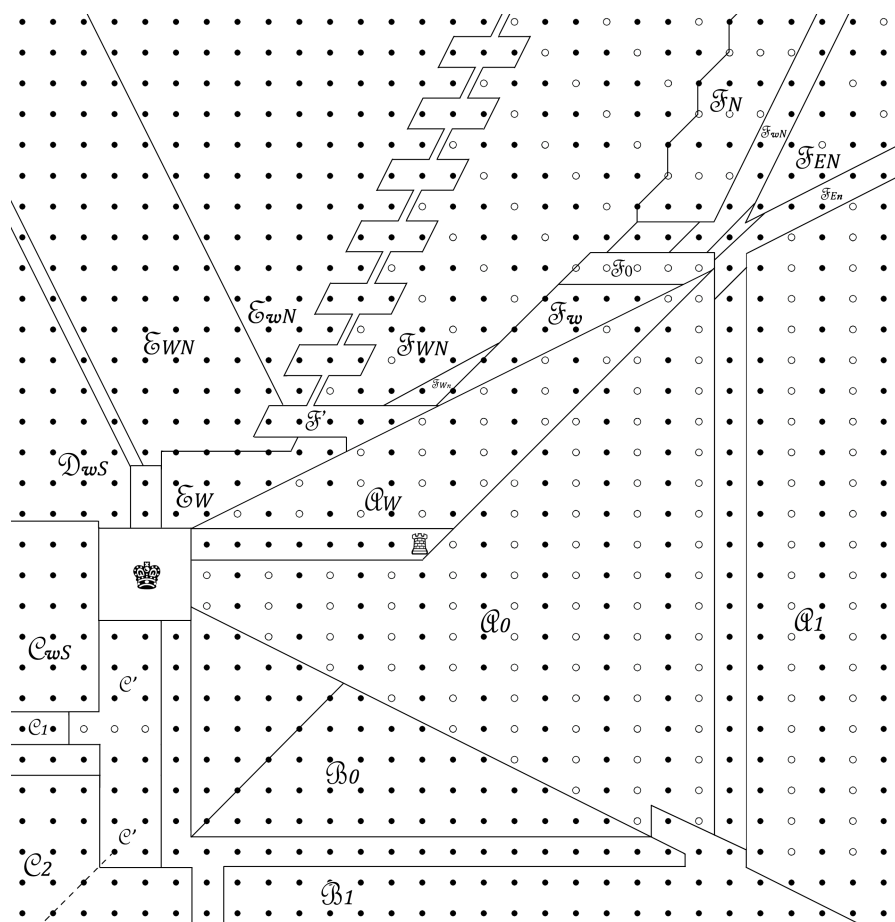 ℱN
ℱwN
ℱEN
ℱEn
ℱ0
ℰwN
ℱw
ℰWN
ℱWN
ℱWn
ℱ'
𝒟wS
ℰW
𝒜W
𝒜0
𝒜1
𝒞wS
𝒞'
𝒞1
ℬ0
𝒞'
𝒞2
ℬ1